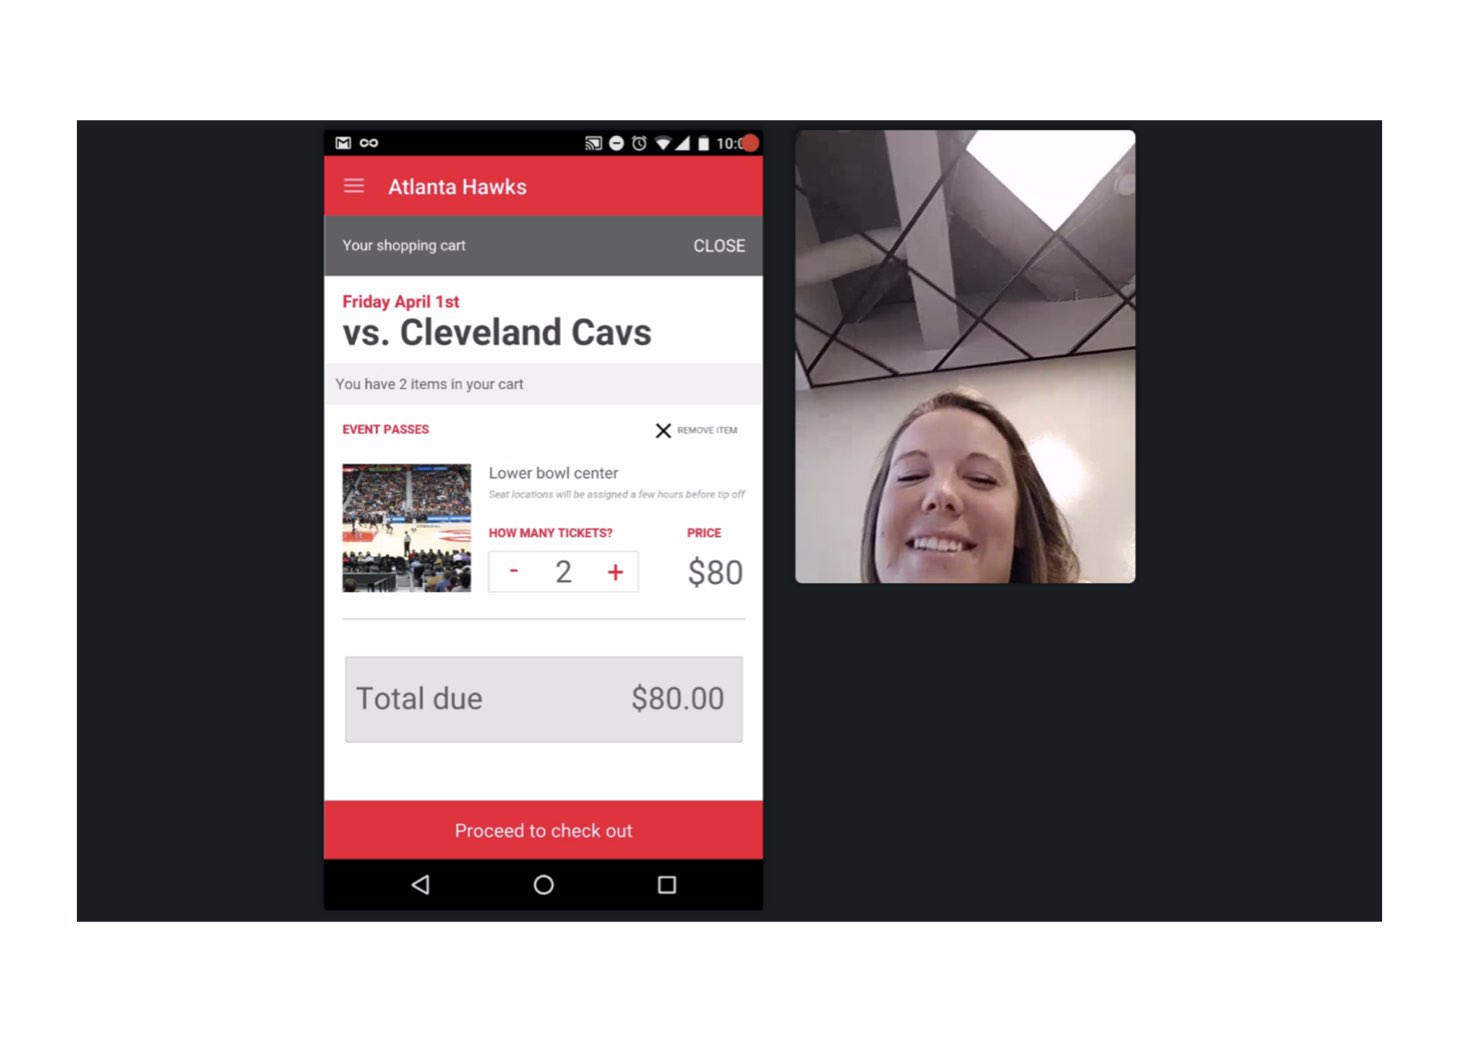 10:0
Atlanta Hawks
Your shopping cart CLOSE
Friday April 1st
vs. Cleveland Cavs
You have 2 items in your cart
EVENT PASSES REMOVE ITEM
Lower bowl center
Seat locations will be assigned a few hours before tip off
HOW MANY TICKETS? PRICE
- 2 + $80
Total due $80.00
Proceed to check out